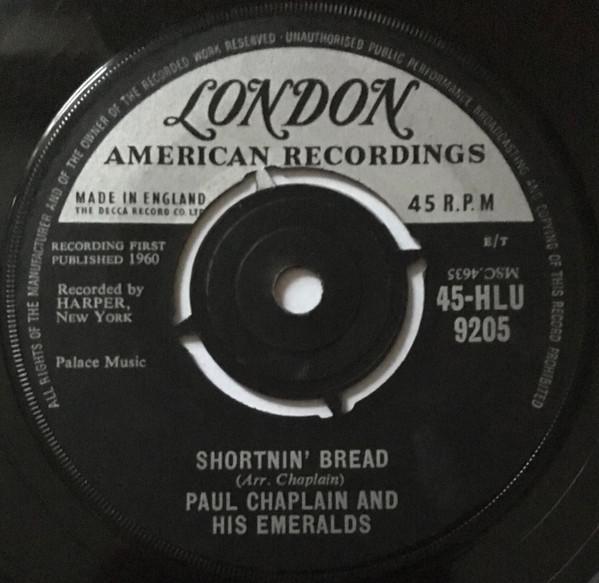 ALL RIGHTS OF THE MANUFACTURER AND OF THE OWNER OF THE RECORDED WORK RESERVED · UNAUTHORISED PUBLIC PERFORMANCE, BROADCASTING AND COPYING OF THIS RECORD PROHIBITED
LONDON
AMERICAN RECORDINGS
MADE IN ENGLAND
THE DECCA RECORD CO. LTD
45 R.P.M
RECORDING FIRST
PUBLISHED 1960
E/T
MSC.4635
Recorded by
HARPER,
NEW YORK
45-HLU
9205
Palace Music
SHORTNIN' BREAD
(Arr. Chaplain)
PAUL CHAPLAIN AND
HIS EMERALDS